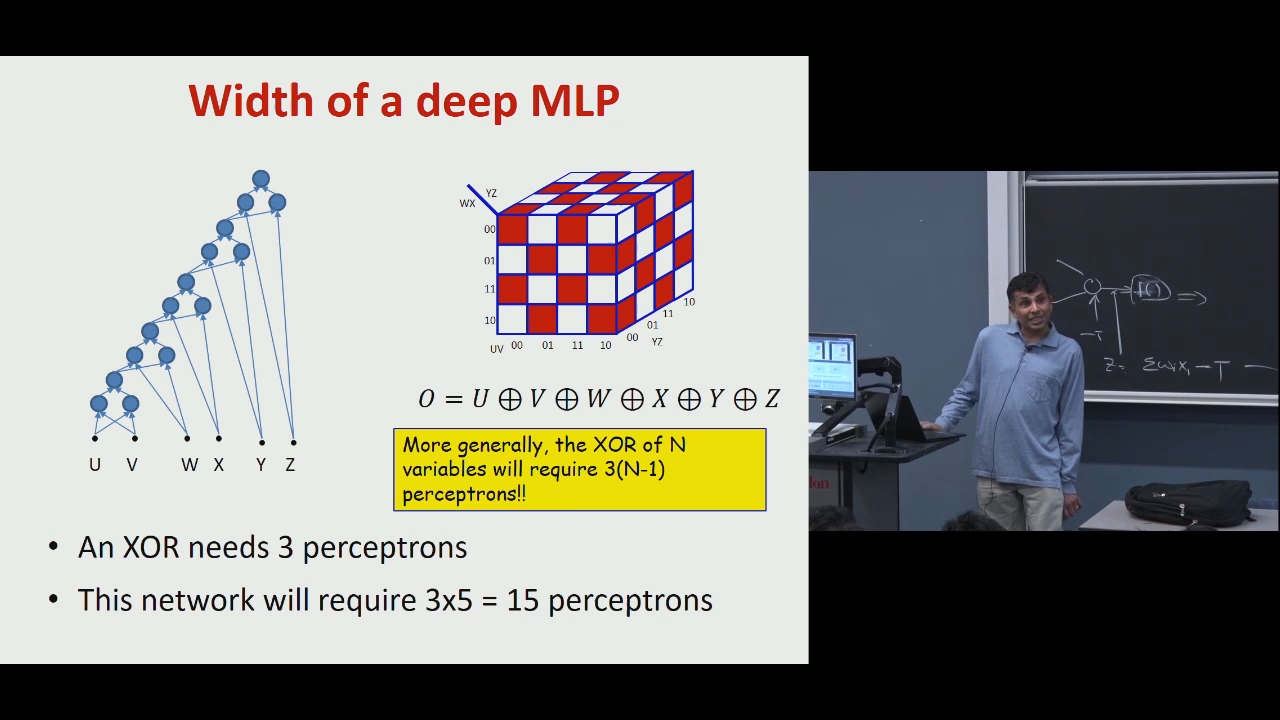 Width of a deep MLP
YZ
WX
00
01
11
10
UV 00 01 11 10
00
01
11
10
YZ
U V W X Y Z
O = U ⊕ V ⊕ W ⊕ X ⊕ Y ⊕ Z
More generally, the XOR of N
variables will require 3(N-1)
perceptrons!!
• An XOR needs 3 perceptrons
• This network will require 3x5 = 15 perceptrons
f(·)
-T